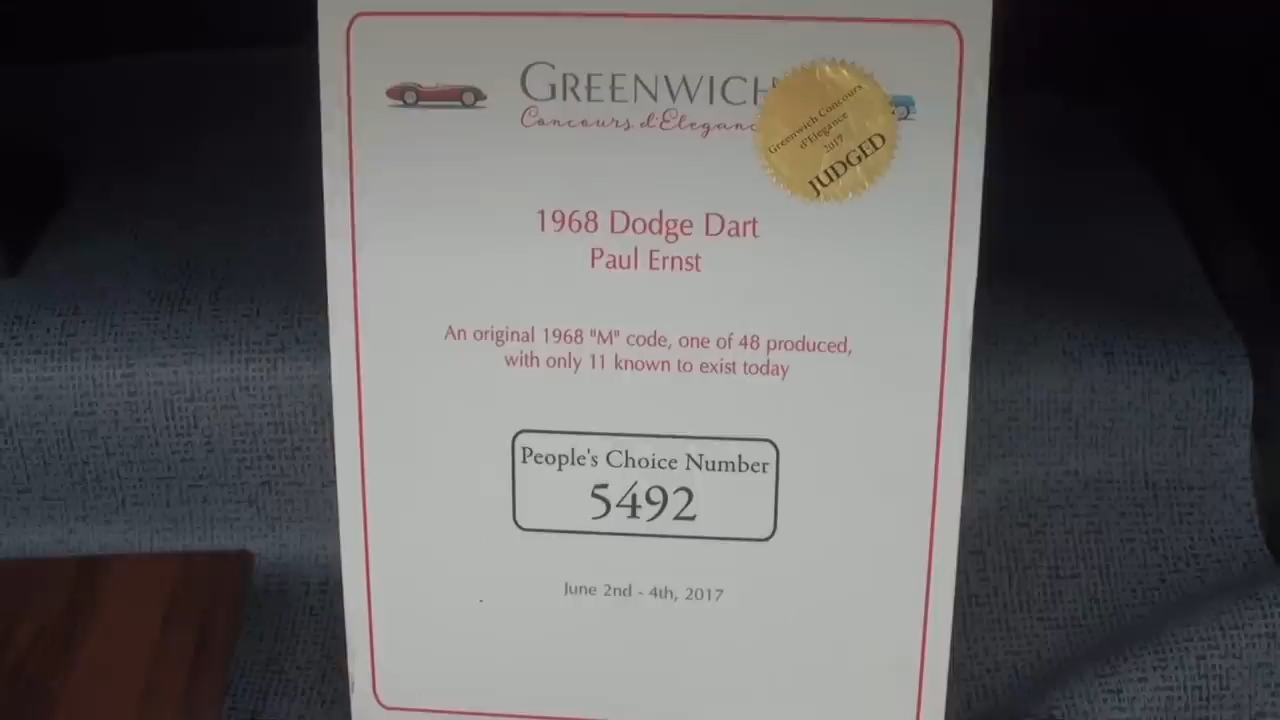 GREENWICH
Concours d'Eleganc
Greenwich Concours
d'Elegance
2017
JUDGED
1968 Dodge Dart
Paul Ernst
An original 1968 "M" code, one of 48 produced,
with only 11 known to exist today
People's Choice Number
5492
June 2nd - 4th, 2017